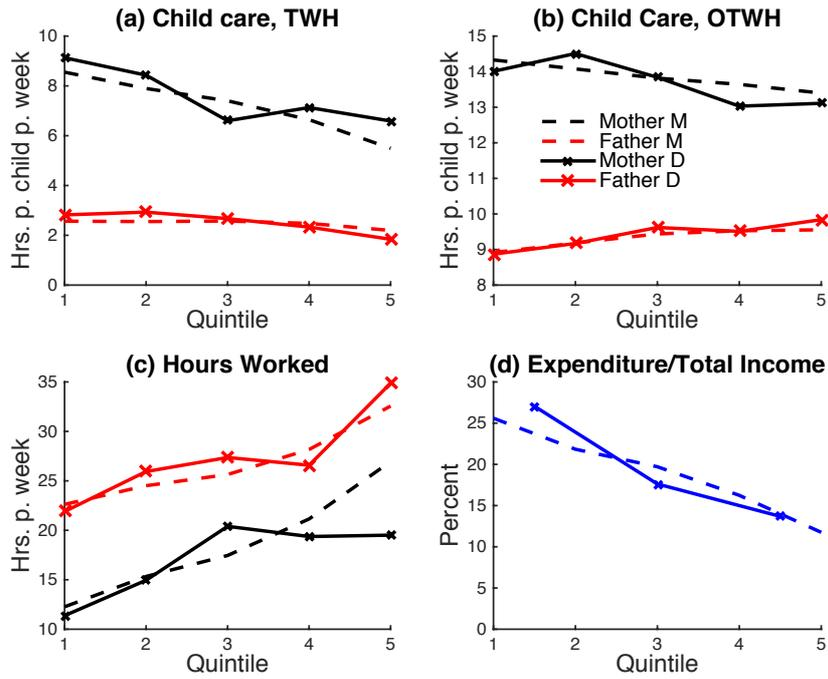 (a) Child care, TWH
Hrs. p. child p. week
10
8
6
4
2
0
1 2 3 4 5
Quintile
(b) Child Care, OTWH
Hrs. p. child p. week
15
14
13
12
11
10
9
8
Mother M
Father M
Mother D
Father D
1 2 3 4 5
Quintile
(c) Hours Worked
Hrs. p. week
35
30
25
20
15
10
1 2 3 4 5
Quintile
(d) Expenditure/Total Income
Percent
30
25
20
15
10
5
0
1 2 3 4 5
Quintile